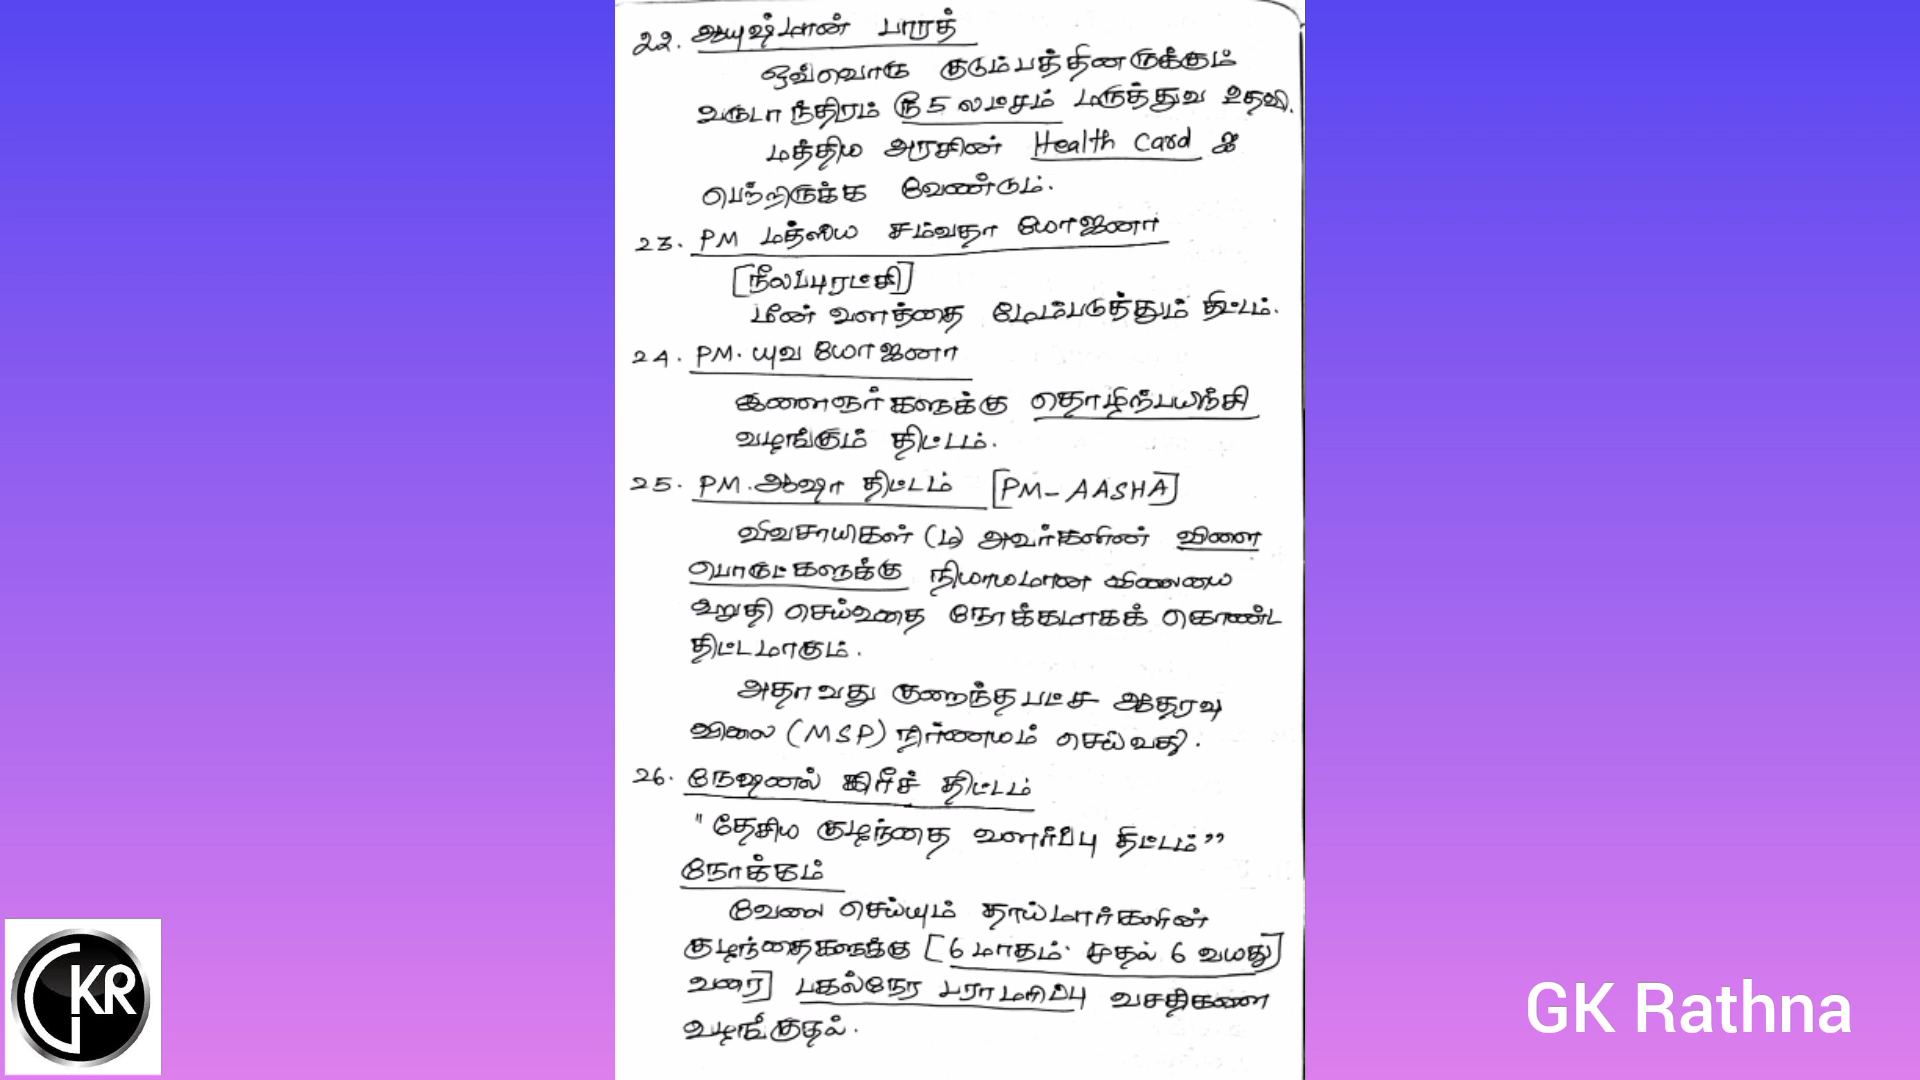 22. ஆயுஷ்மான் பாரத்
ஒவ்வொரு குடும்பத்தினருக்கும்
வருடாந்திரம் ரூ 5 லட்சம் மருத்துவ உதவி.
மத்திய அரசின் Health Card ஐ
பெற்றிருக்க வேண்டும்.
23. PM மத்ஸிய சம்வதா யோஜனா
[நீலப்புரட்சி]
மீன் வளத்தை மேம்படுத்தும் திட்டம்.
24. PM. யுவ யோஜனா
இளைஞர்களுக்கு தொழிற்பயிற்சி
வழங்கும் திட்டம்.
25. PM. ஆஷா திட்டம் [PM-AASHA]
விவசாயிகள் (ம) அவர்களின் விளை
பொருட்களுக்கு நியாயமான விலையை
உறுதி செய்வதை நோக்கமாகக் கொண்ட
திட்டமாகும்.
அதாவது குறைந்தபட்ச ஆதரவு
விலை (MSP) நிர்ணயம் செய்வது.
26. நேஷனல் கிரீச் திட்டம்
"தேசிய குழந்தை வளர்ப்பு திட்டம்"
நோக்கம்
வேலை செய்யும் தாய்மார்களின்
குழந்தைகளுக்கு [6 மாதம் முதல் 6 வயது]
வரை] பகல்நேர பராமரிப்பு வசதிகளை
வழங்குதல்.
GKR
GK Rathna